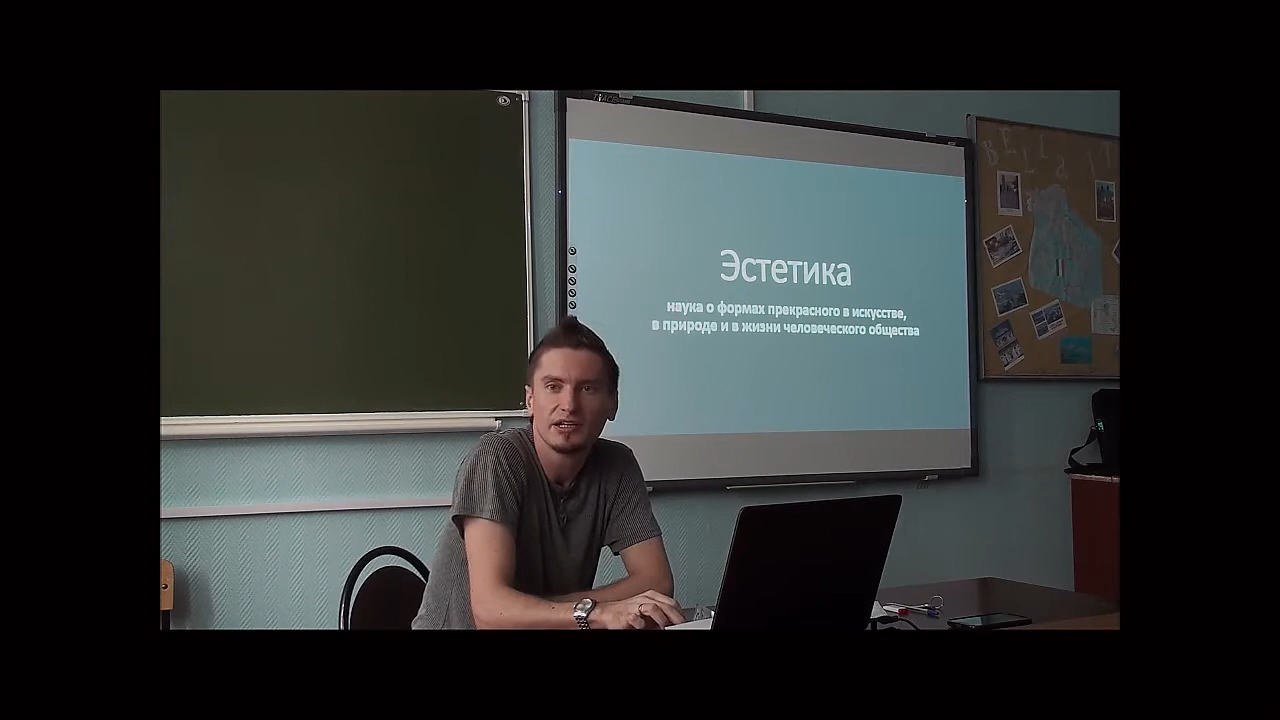 Эстетика
наука о формах прекрасного в искусстве,
в природе и в жизни человеческого общества